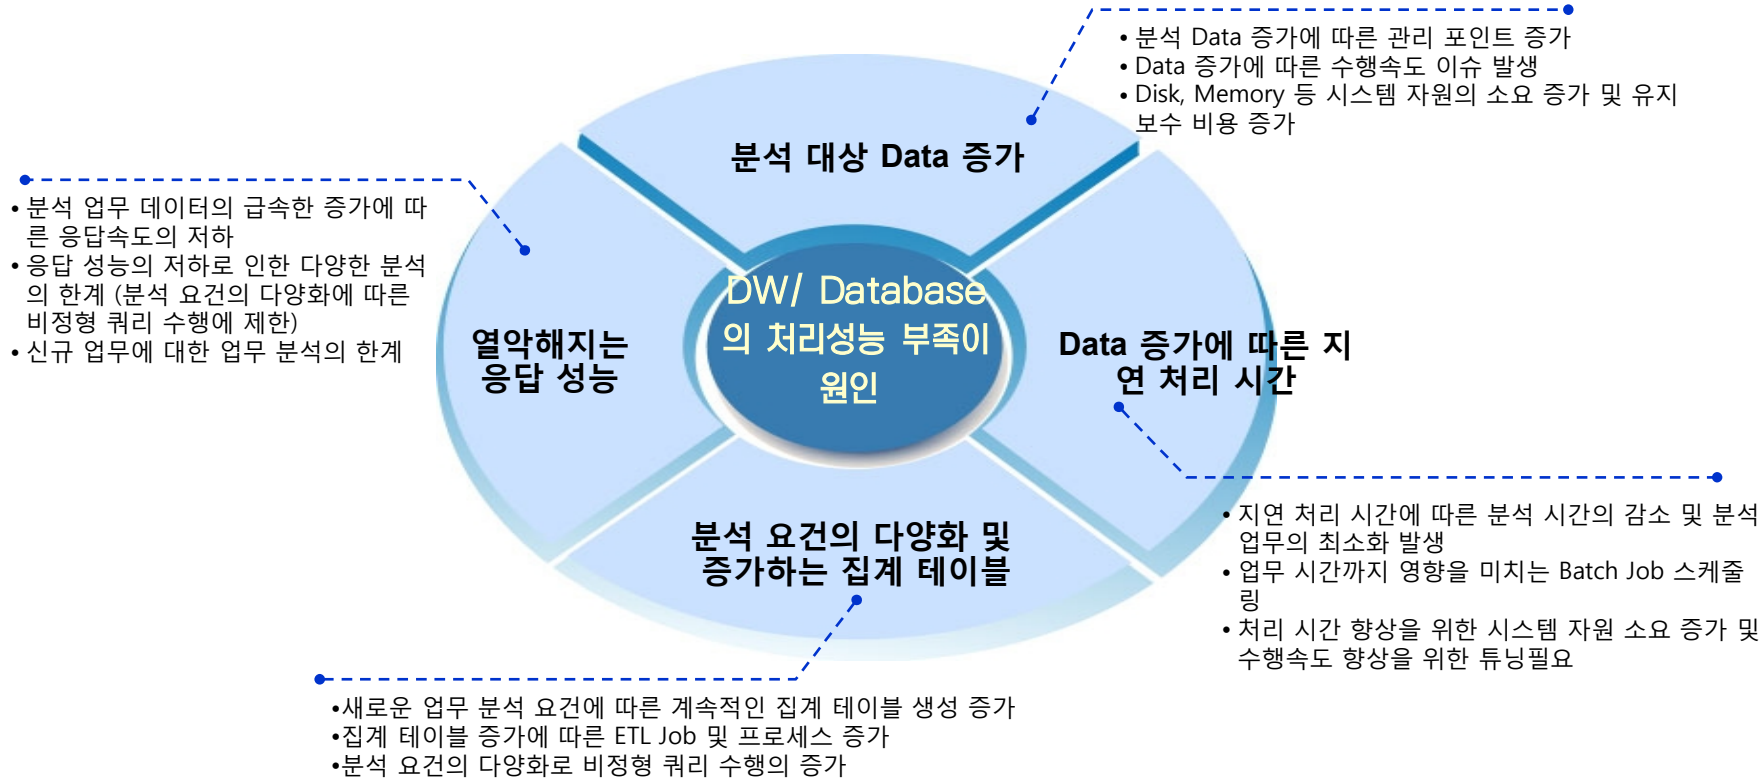 • 분석 Data 증가에 따른 관리 포인트 증가
• Data 증가에 따른 수행속도 이슈 발생
• Disk, Memory 등 시스템 자원의 소요 증가 및 유지
보수 비용 증가
분석 대상 Data 증가
• 분석 업무 데이터의 급속한 증가에 따
른 응답속도의 저하
• 응답 성능의 저하로 인한 다양한 분석
의 한계 (분석 요건의 다양화에 따른
비정형 쿼리 수행에 제한)
• 신규 업무에 대한 업무 분석의 한계
열악해지는
응답 성능
DW/ Database
의 처리성능 부족이
원인
Data 증가에 따른 지
연 처리 시간
• 지연 처리 시간에 따른 분석 시간의 감소 및 분석
업무의 최소화 발생
• 업무 시간까지 영향을 미치는 Batch Job 스케줄
링
• 처리 시간 향상을 위한 시스템 자원 소요 증가 및
수행속도 향상을 위한 튜닝필요
분석 요건의 다양화 및
증가하는 집계 테이블
•새로운 업무 분석 요건에 따른 계속적인 집계 테이블 생성 증가
•집계 테이블 증가에 따른 ETL Job 및 프로세스 증가
•분석 요건의 다양화로 비정형 쿼리 수행의 증가